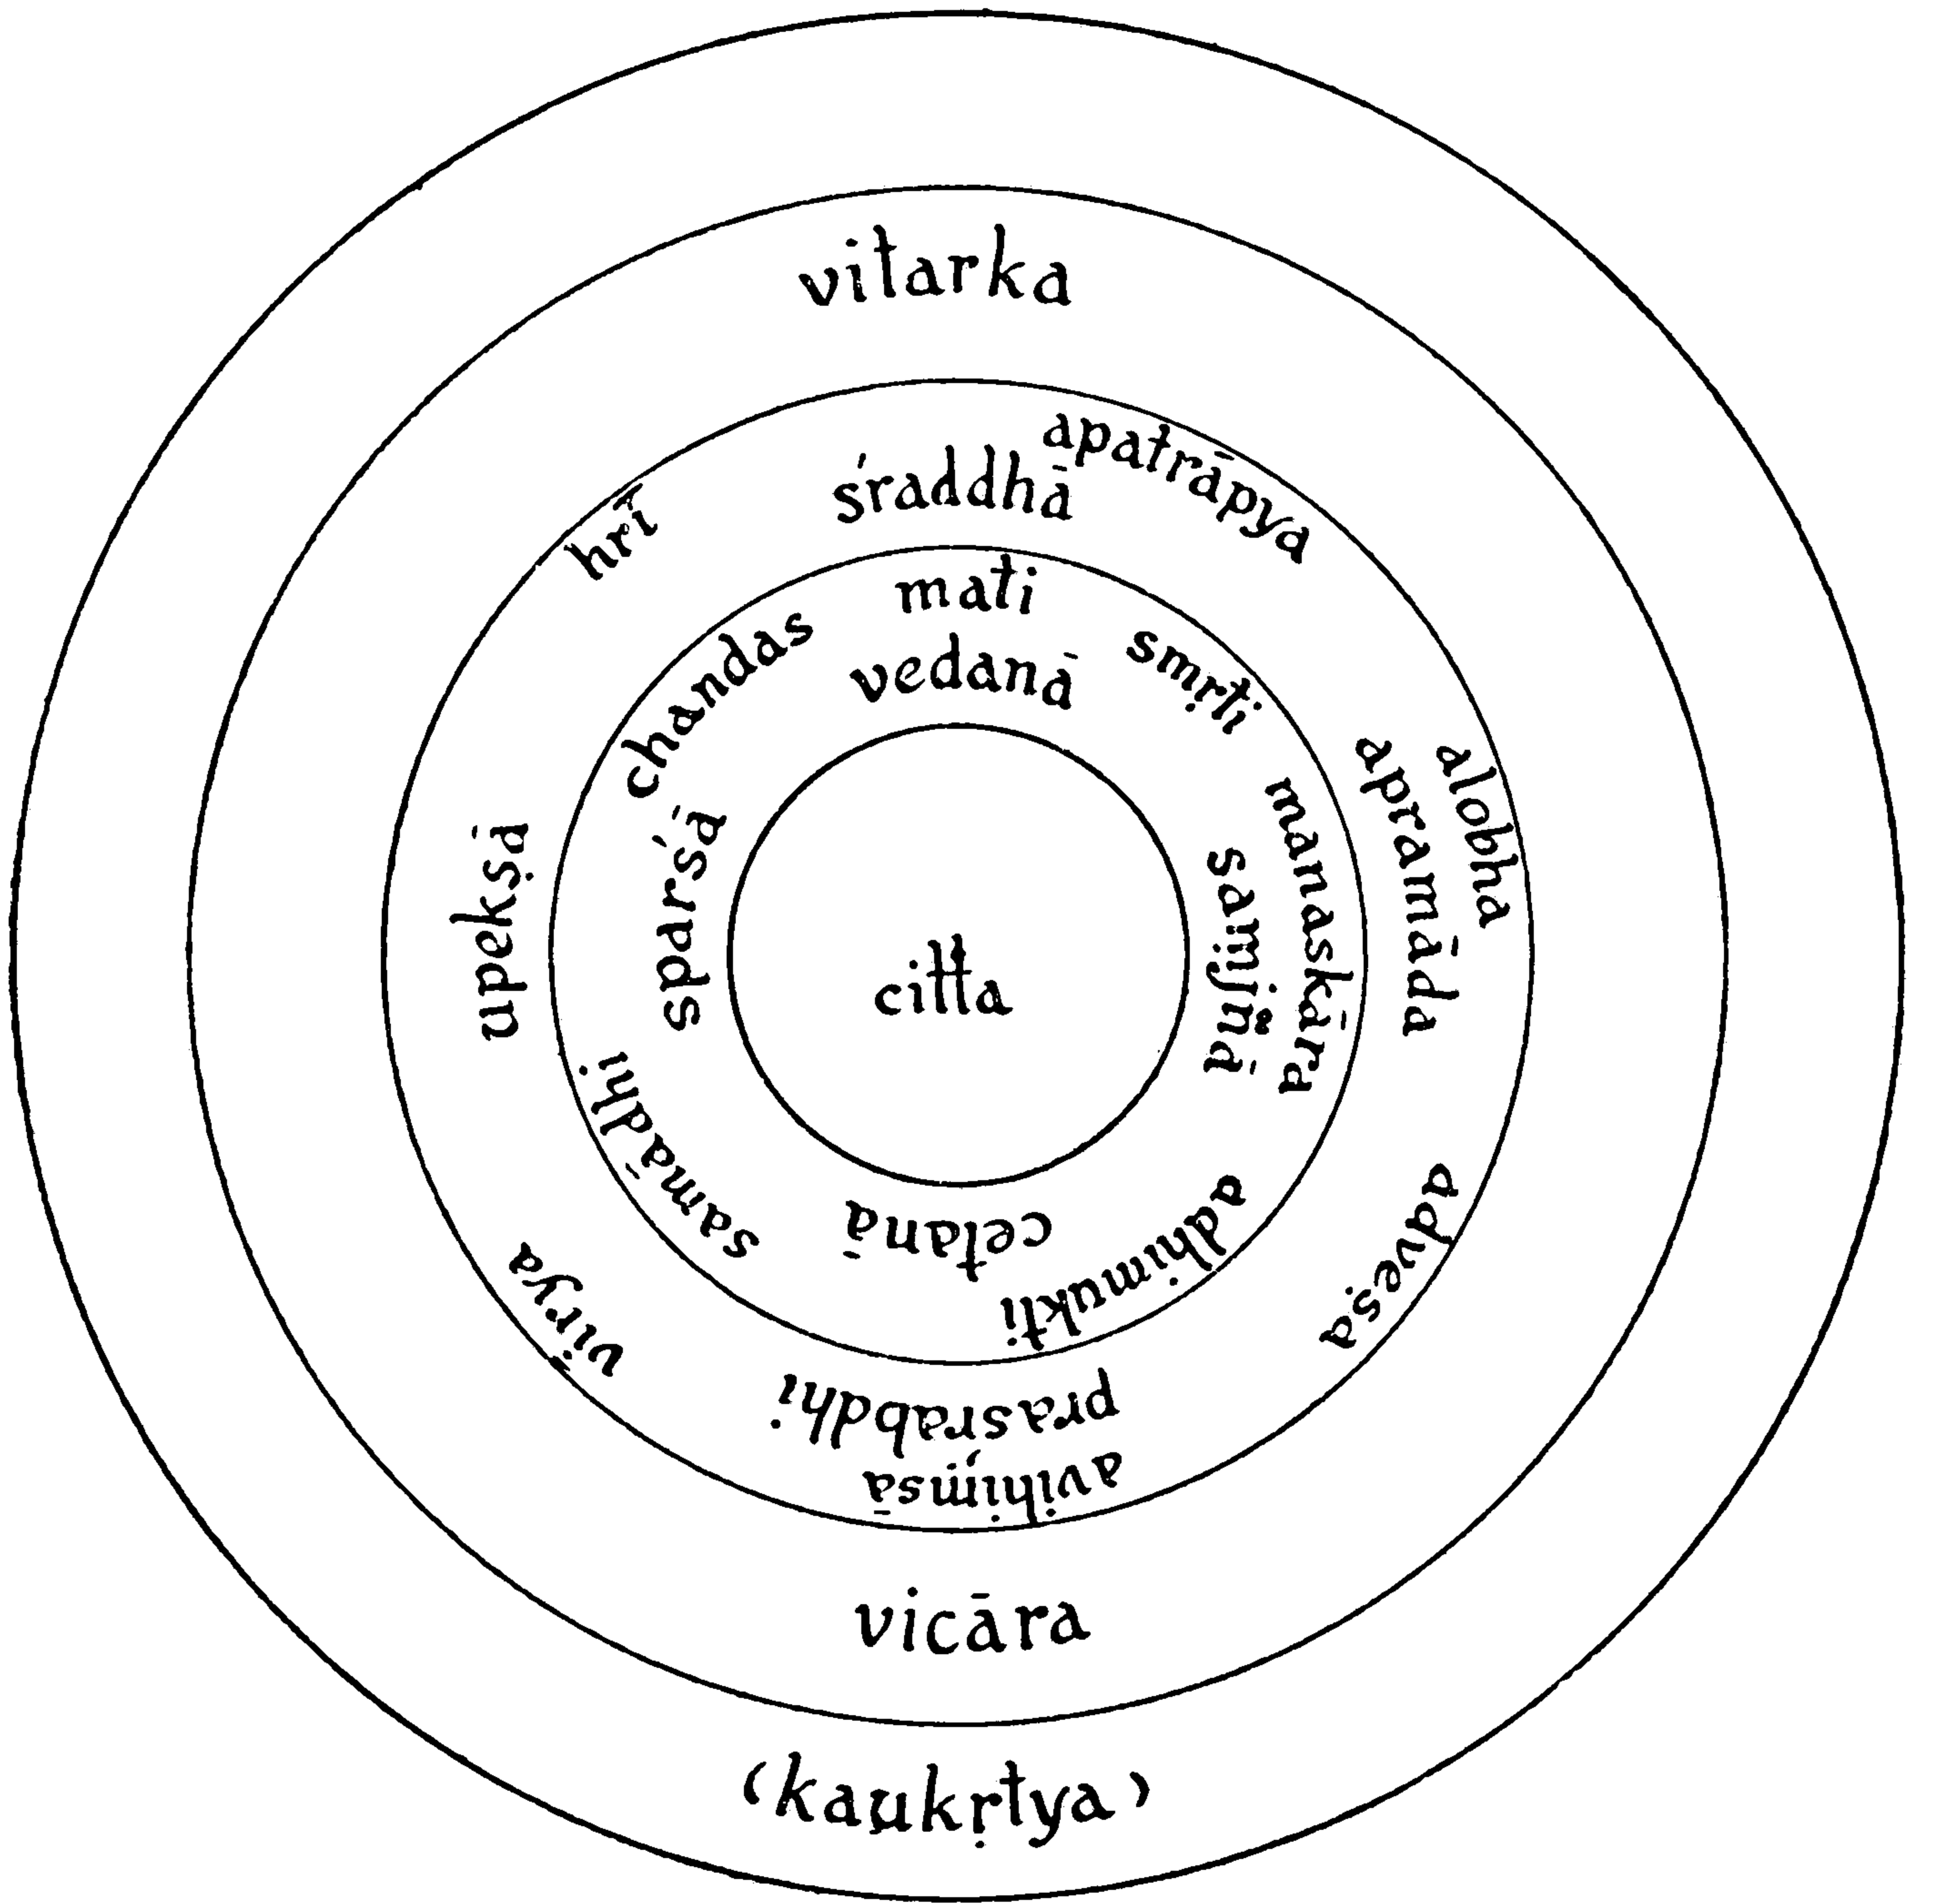 vitarka
apatrāpya
śraddhā
hrī
mati
chandas
smṛti
vedanā
alobha
apramāda
manaskāra
saṃjñā
sparśa
upekṣā
citta
samādhi
cetanā
adhimukti
adveṣa
vīrya
prasrabdhi
avihiṃsā
vicāra
(kaukṛtya)